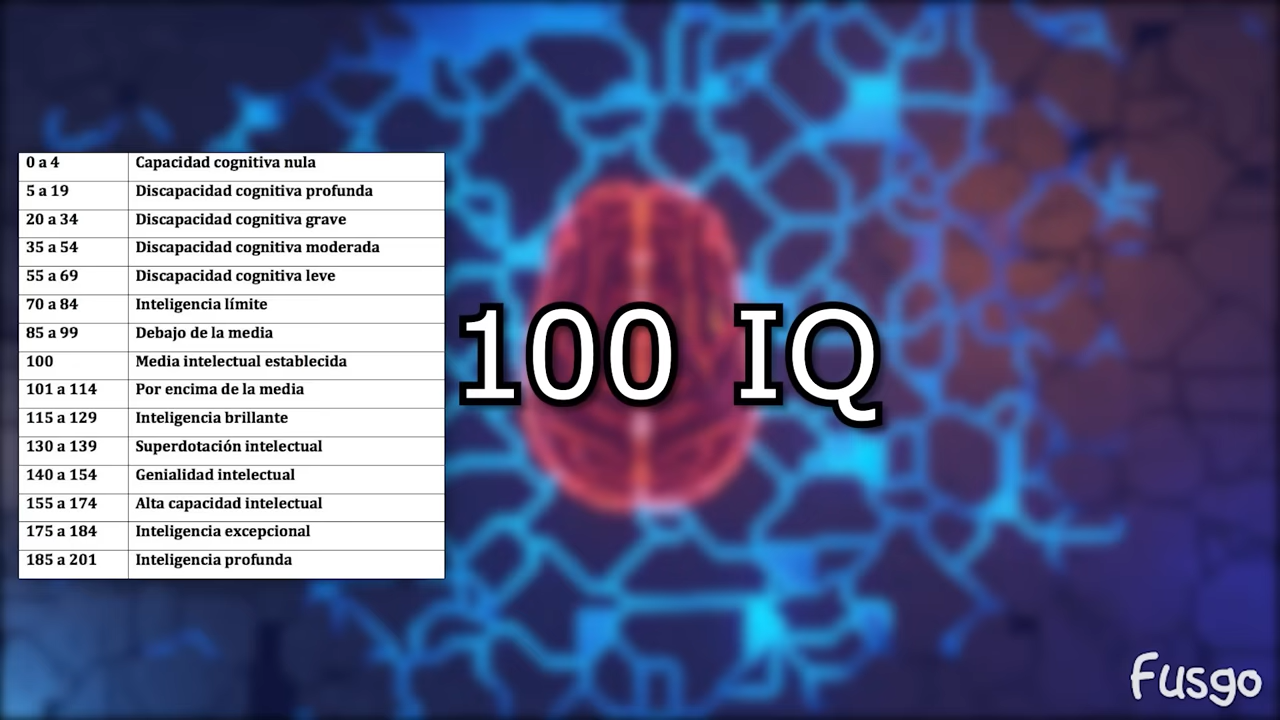 0 a 4 Capacidad cognitiva nula
5 a 19 Discapacidad cognitiva profunda
20 a 34 Discapacidad cognitiva grave
35 a 54 Discapacidad cognitiva moderada
55 a 69 Discapacidad cognitiva leve
70 a 84 Inteligencia límite
85 a 99 Debajo de la media
100 Media intelectual establecida
101 a 114 Por encima de la media
115 a 129 Inteligencia brillante
130 a 139 Superdotación intelectual
140 a 154 Genialidad intelectual
155 a 174 Alta capacidad intelectual
175 a 184 Inteligencia excepcional
185 a 201 Inteligencia profunda
100 IQ
Fusgo